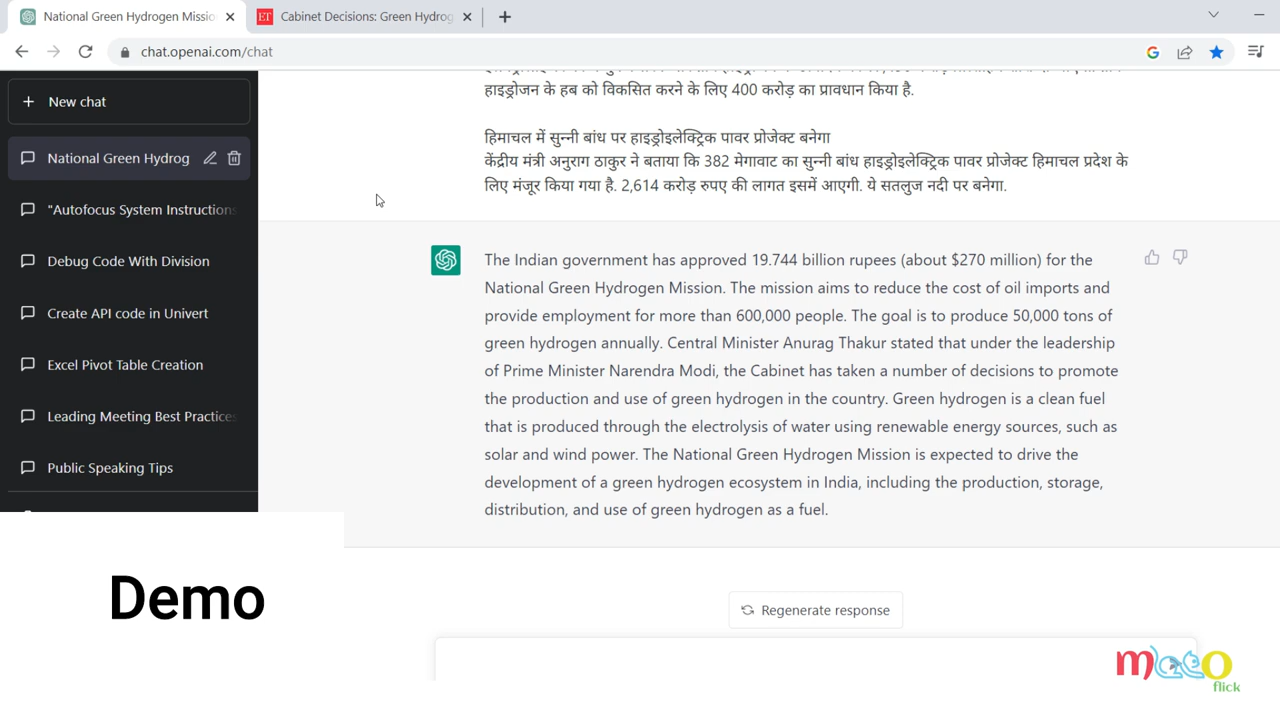 National Green Hydrogen Missio
Cabinet Decisions: Green Hydrog
chat.openai.com/chat
New chat
National Green Hydrog
"Autofocus System Instructions
Debug Code With Division
Create API code in Univert
Excel Pivot Table Creation
Leading Meeting Best Practices
Public Speaking Tips
हाइड्रोजन के हब को विकसित करने के लिए 400 करोड़ का प्रावधान किया है.
हिमाचल में सुन्नी बांध पर हाइड्रोइलेक्ट्रिक पावर प्रोजेक्ट बनेगा
केंद्रीय मंत्री अनुराग ठाकुर ने बताया कि 382 मेगावाट का सुन्नी बांध हाइड्रोइलेक्ट्रिक पावर प्रोजेक्ट हिमाचल प्रदेश के
लिए मंजूर किया गया है. 2,614 करोड़ रुपए की लागत इसमें आएगी. ये सतलुज नदी पर बनेगा.
The Indian government has approved 19.744 billion rupees (about $270 million) for the
National Green Hydrogen Mission. The mission aims to reduce the cost of oil imports and
provide employment for more than 600,000 people. The goal is to produce 50,000 tons of
green hydrogen annually. Central Minister Anurag Thakur stated that under the leadership
of Prime Minister Narendra Modi, the Cabinet has taken a number of decisions to promote
the production and use of green hydrogen in the country. Green hydrogen is a clean fuel
that is produced through the electrolysis of water using renewable energy sources, such as
solar and wind power. The National Green Hydrogen Mission is expected to drive the
development of a green hydrogen ecosystem in India, including the production, storage,
distribution, and use of green hydrogen as a fuel.
Regenerate response
Demo
flick